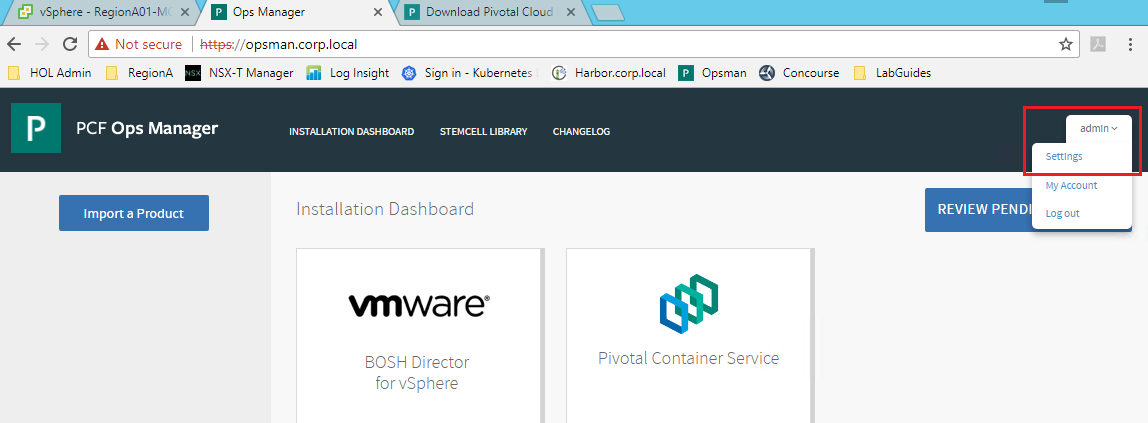 vSphere - RegionA01-MC
Ops Manager
Download Pivotal Cloud
Not secure
https://opsman.corp.local
HOL Admin
RegionA
NSX
NSX-T Manager
Log Insight
Sign in - Kubernetes
Harbor.corp.local
P
Opsman
Concourse
LabGuides
P
PCF Ops Manager
INSTALLATION DASHBOARD
STEMCELL LIBRARY
CHANGELOG
admin
Settings
My Account
Log out
Import a Product
Installation Dashboard
REVIEW PENDI
vmware®
BOSH Director
for vSphere
Pivotal Container Service